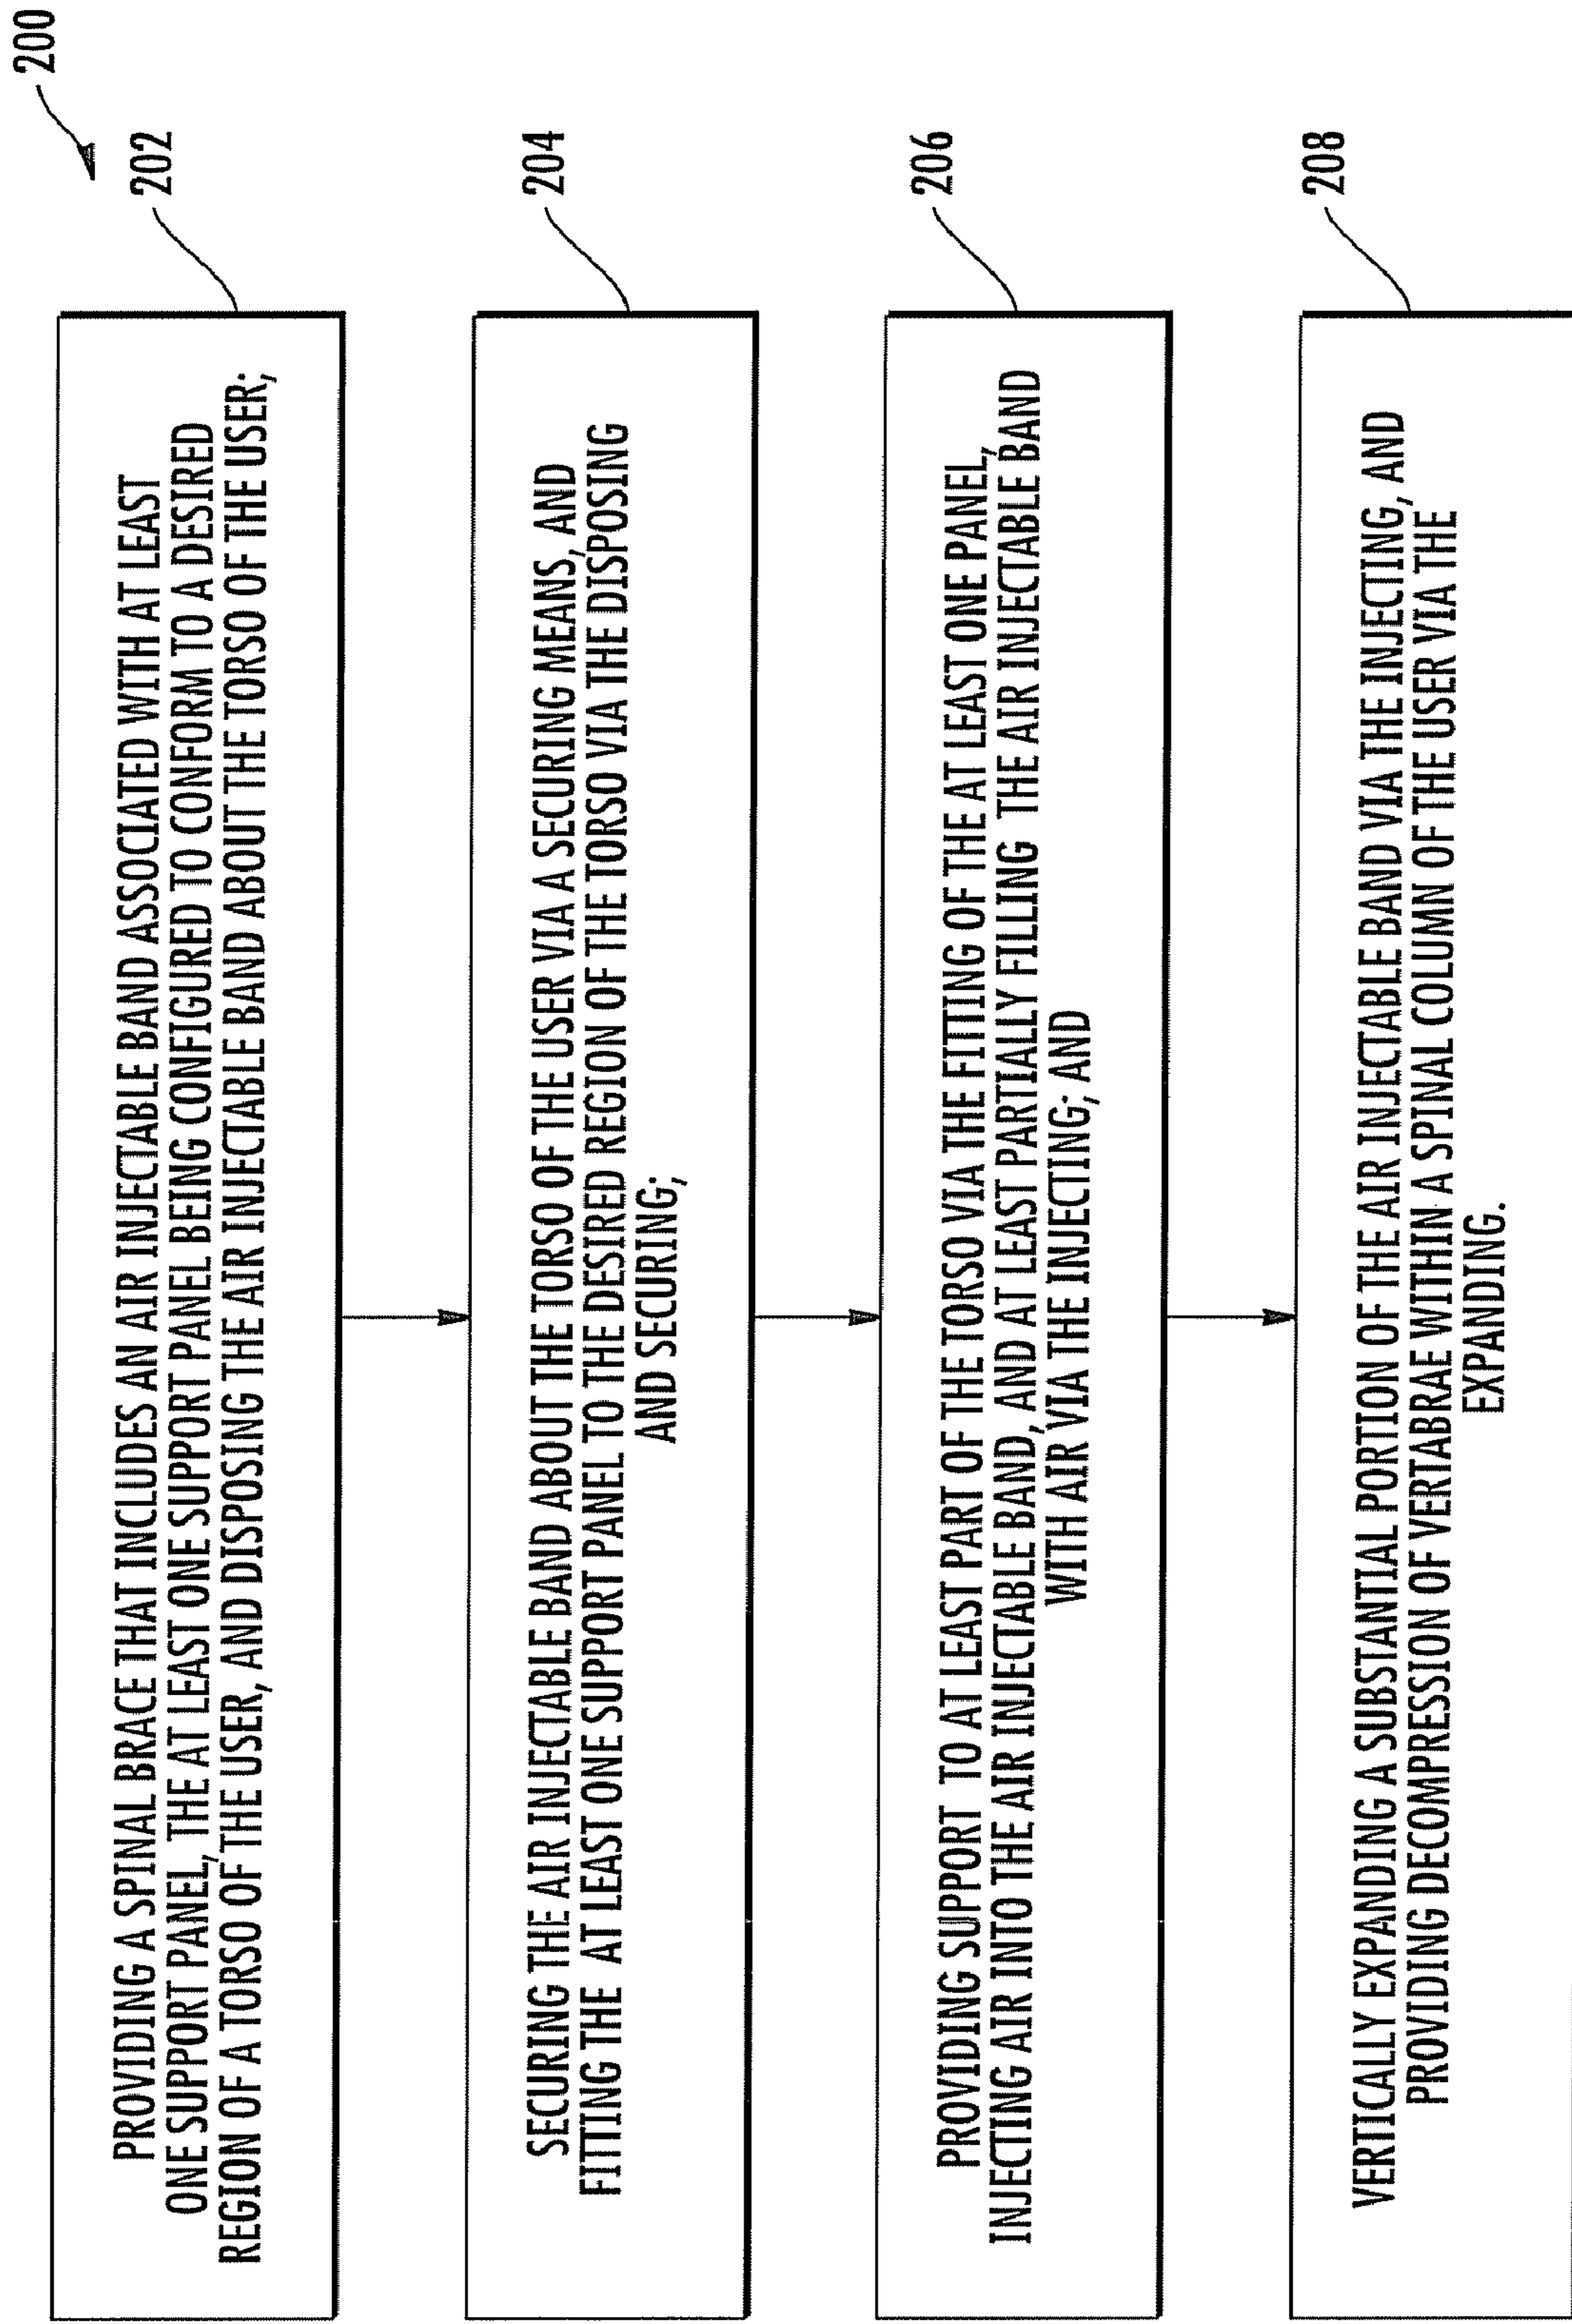 200
202
PROVIDING A SPINAL BRACE THAT INCLUDES AN AIR INJECTABLE BAND ASSOCIATED WITH AT LEAST
ONE SUPPORT PANEL, THE AT LEAST ONE SUPPORT PANEL BEING CONFIGURED TO CONFORM TO A DESIRED
REGION OF A TORSO OF THE USER, AND DISPOSING THE AIR INJECTABLE BAND ABOUT THE TORSO OF THE USER;
204
SECURING THE AIR INJECTABLE BAND ABOUT THE TORSO OF THE USER VIA A SECURING MEANS, AND
FITTING THE AT LEAST ONE SUPPORT PANEL TO THE DESIRED REGION OF THE TORSO VIA THE DISPOSING
AND SECURING;
206
PROVIDING SUPPORT TO AT LEAST PART OF THE TORSO VIA THE FITTING OF THE AT LEAST ONE PANEL,
INJECTING AIR INTO THE AIR INJECTABLE BAND, AND AT LEAST PARTIALLY FILLING THE AIR INJECTABLE BAND
WITH AIR VIA THE INJECTING; AND
208
VERTICALLY EXPANDING A SUBSTANTIAL PORTION OF THE AIR INJECTABLE BAND VIA THE INJECTING, AND
PROVIDING DECOMPRESSION OF VERTABRAE WITHIN A SPINAL COLUMN OF THE USER VIA THE
EXPANDING.